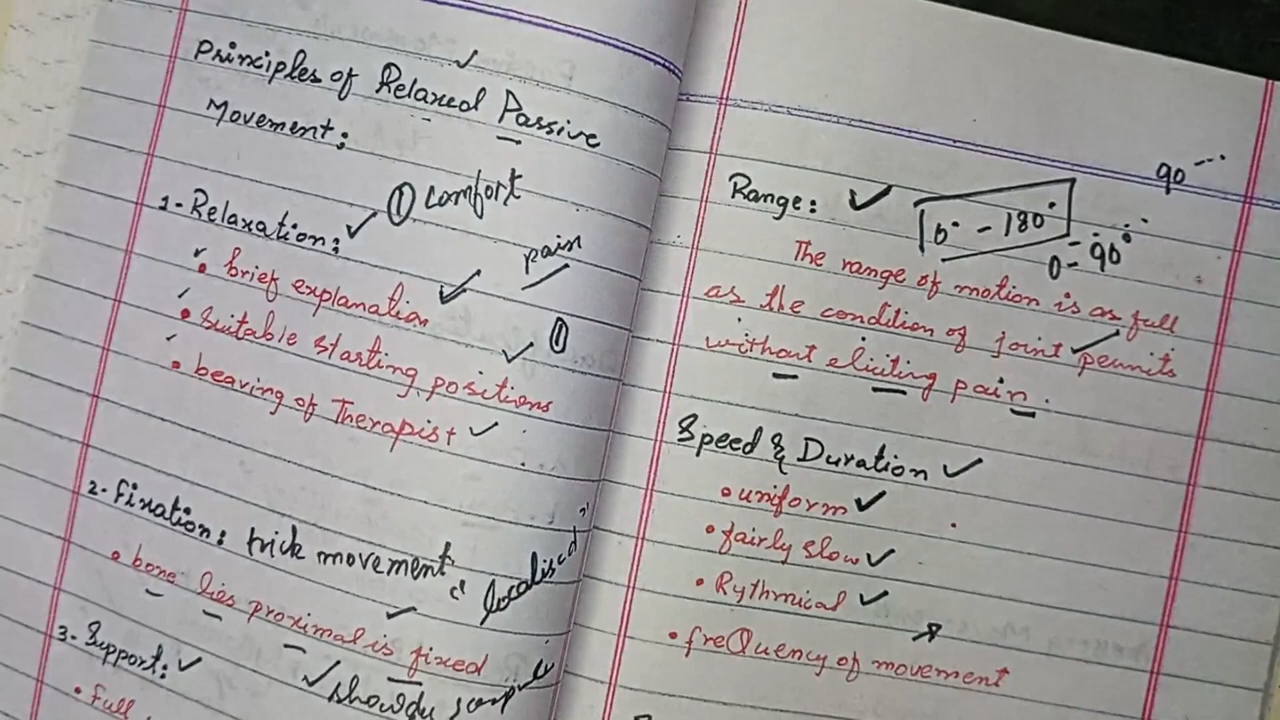 Principles of Relaxed Passive
Movement:
1- Relaxation: ① comfort
pain
• brief explanation
• Suitable starting positions
• beaving of Therapist
2- Fixation: trick movement "localised"
• bone lies proximal is fixed
3- Support:
• Full
90
Range: 0° - 180°
0 - 90°
The range of motion is as full
as the condition of joint permits
without eliciting pain.
Speed & Duration
• uniform
• fairly slow
• Rythmical
• freQuency of movement